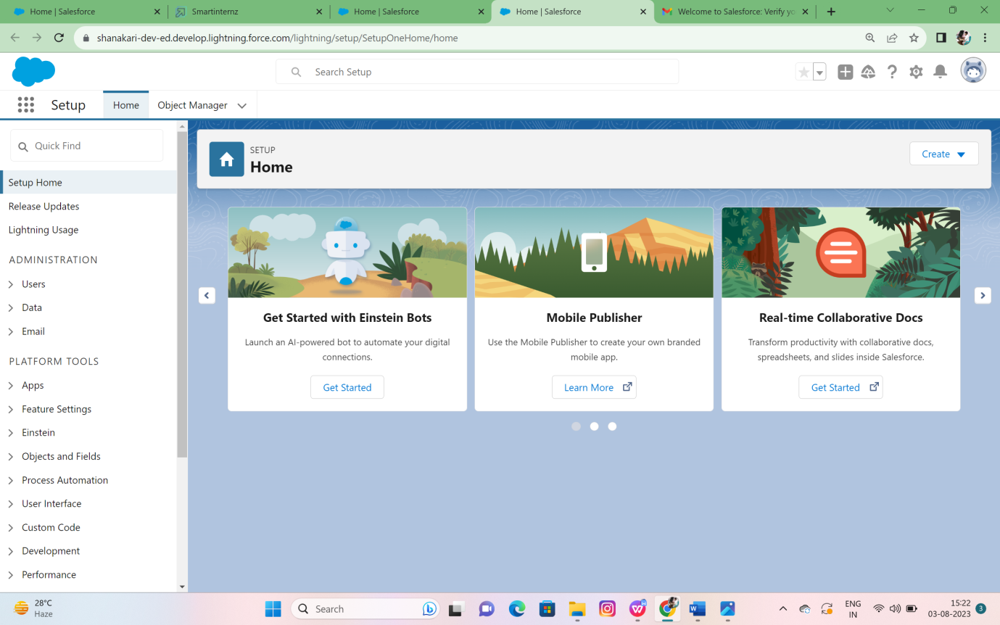 Home | Salesforce
Smartinternz
Home | Salesforce
Home | Salesforce
Welcome to Salesforce: Verify yo
shanakari-dev-ed.develop.lightning.force.com/lightning/setup/SetupOneHome/home
Search Setup
Setup
Home
Object Manager
Quick Find
Setup Home
Release Updates
Lightning Usage
ADMINISTRATION
Users
Data
Email
PLATFORM TOOLS
Apps
Feature Settings
Einstein
Objects and Fields
Process Automation
User Interface
Custom Code
Development
Performance
SETUP
Home
Create
Get Started with Einstein Bots
Launch an AI-powered bot to automate your digital
connections.
Get Started
Mobile Publisher
Use the Mobile Publisher to create your own branded
mobile app.
Learn More
Real-time Collaborative Docs
Transform productivity with collaborative docs,
spreadsheets, and slides inside Salesforce.
Get Started
28°C
Haze
Search
ENG
IN
15:22
03-08-2023
3